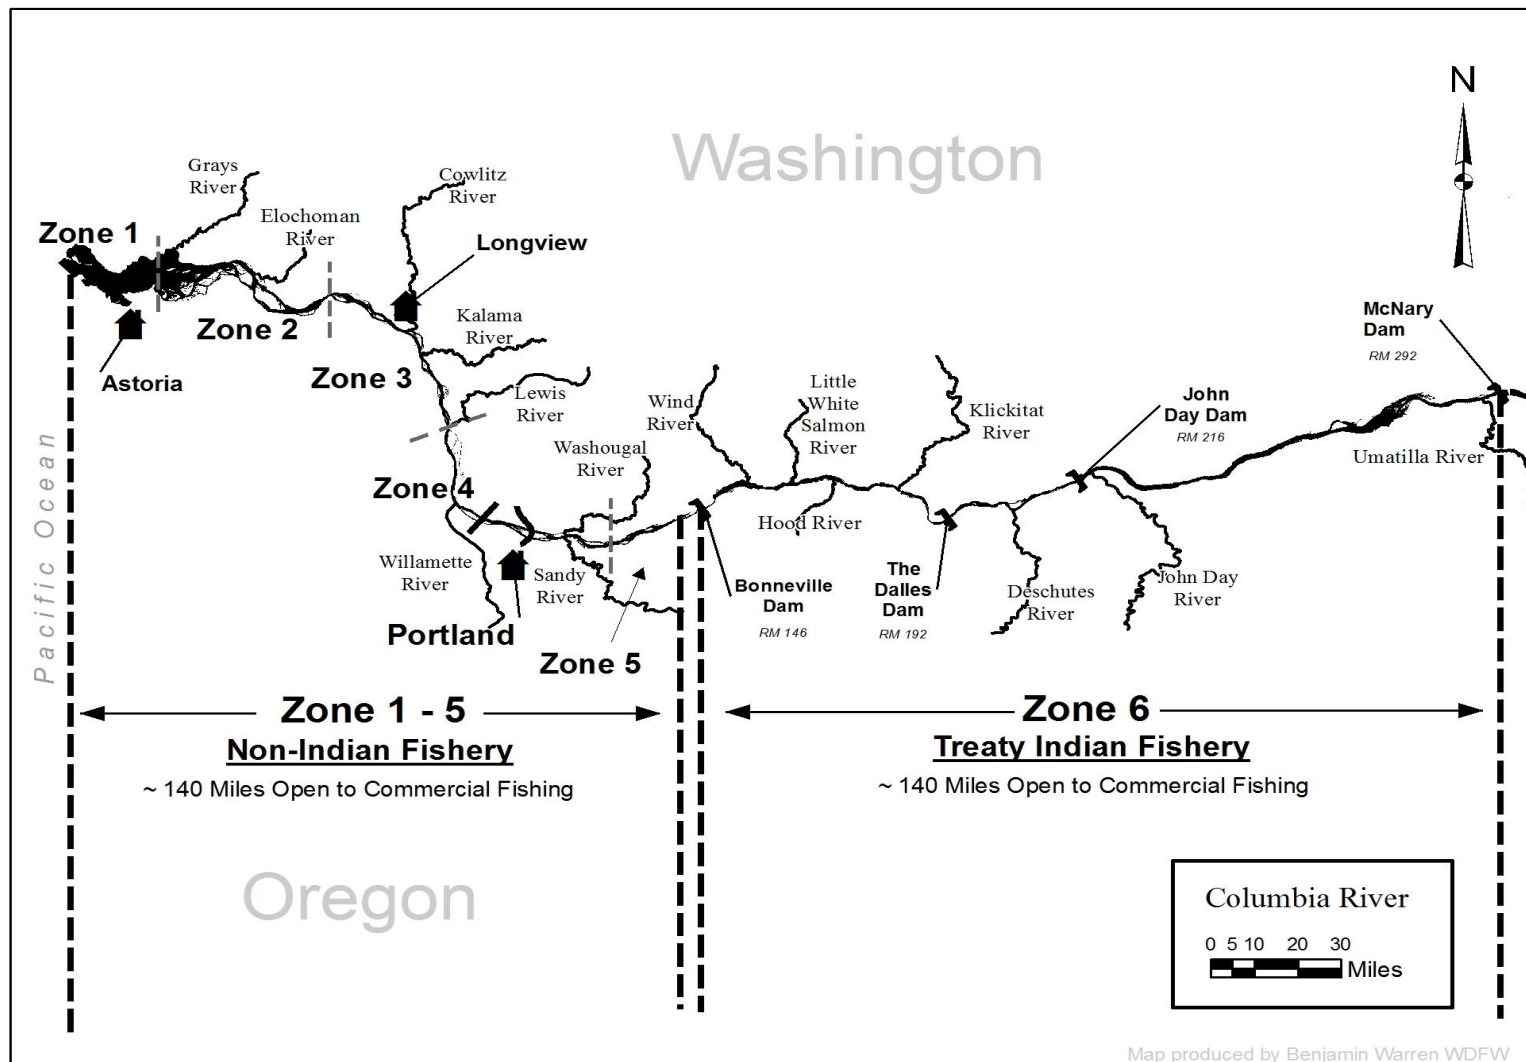 N
Washington
Grays
River
Cowlitz
River
Elochoman
River
Zone 1
Longview
McNary
Dam
RM 292
Kalama
River
Zone 2
Astoria
Zone 3
Lewis
River
Wind
River
Little
White
Salmon
River
Klickitat
River
John
Day Dam
RM 216
Washougal
River
Umatilla River
Pacific Ocean
Zone 4
Hood River
Willamette
River
Sandy
River
Bonneville
Dam
RM 146
The
Dalles
Dam
RM 192
Deschutes
River
John Day
River
Portland
Zone 5
Zone 1 - 5
Non-Indian Fishery
~ 140 Miles Open to Commercial Fishing
Zone 6
Treaty Indian Fishery
~ 140 Miles Open to Commercial Fishing
Oregon
Columbia River
0 5 10 20 30
Miles
Map produced by Benjamin Warren WDFW